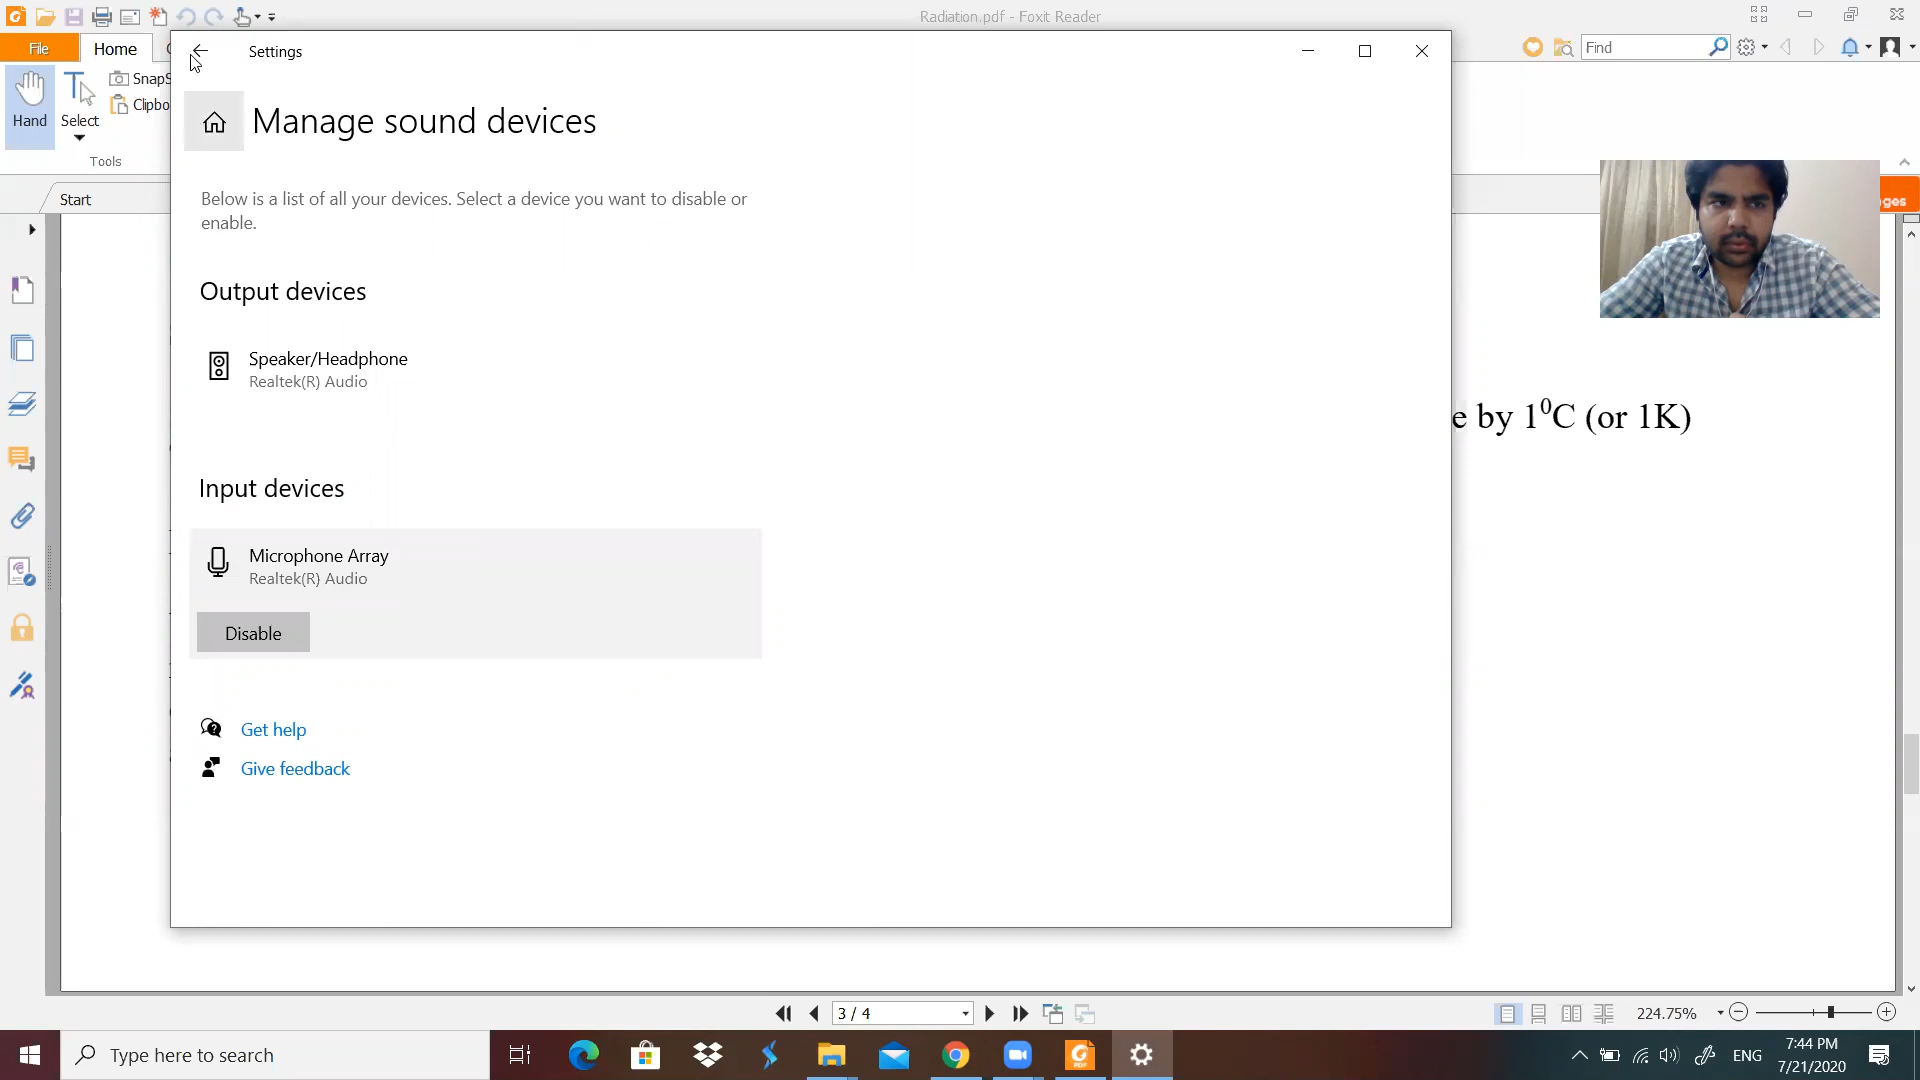 Radiation.pdf - Foxit Reader
File
Home
Settings
Find
Hand
Select
SnapS
Clipbo
Tools
Manage sound devices
Start
ges
Below is a list of all your devices. Select a device you want to disable or
enable.
Output devices
Speaker/Headphone
Realtek(R) Audio
e by 1⁰C (or 1K)
Input devices
Microphone Array
Realtek(R) Audio
Disable
Get help
Give feedback
3 / 4
224.75%
Type here to search
ENG
7:44 PM
7/21/2020